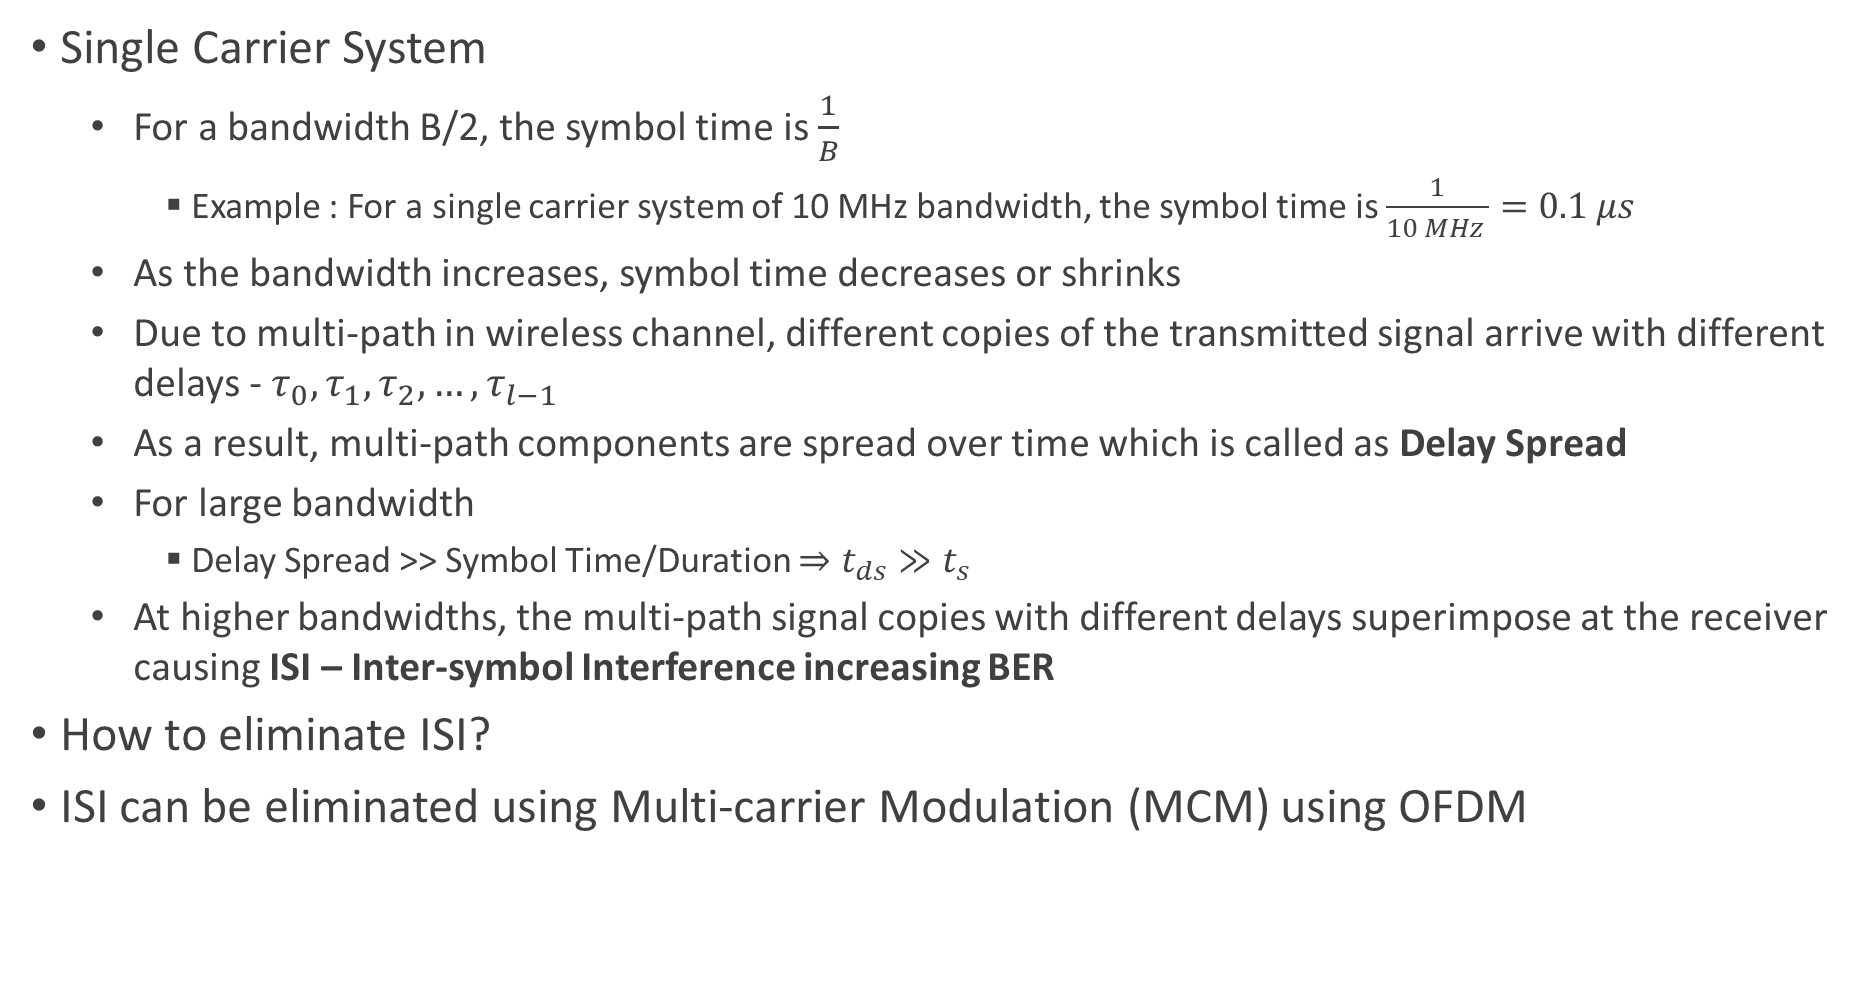 • Single Carrier System
• For a bandwidth B/2, the symbol time is 1/B
▪ Example : For a single carrier system of 10 MHz bandwidth, the symbol time is 1/(10 MHz) = 0.1 μs
• As the bandwidth increases, symbol time decreases or shrinks
• Due to multi-path in wireless channel, different copies of the transmitted signal arrive with different
delays - τ₀, τ₁, τ₂, … , τ_{l−1}
• As a result, multi-path components are spread over time which is called as Delay Spread
• For large bandwidth
▪ Delay Spread >> Symbol Time/Duration ⇒ t_{ds} ≫ t_s
• At higher bandwidths, the multi-path signal copies with different delays superimpose at the receiver
causing ISI – Inter-symbol Interference increasing BER
• How to eliminate ISI?
• ISI can be eliminated using Multi-carrier Modulation (MCM) using OFDM